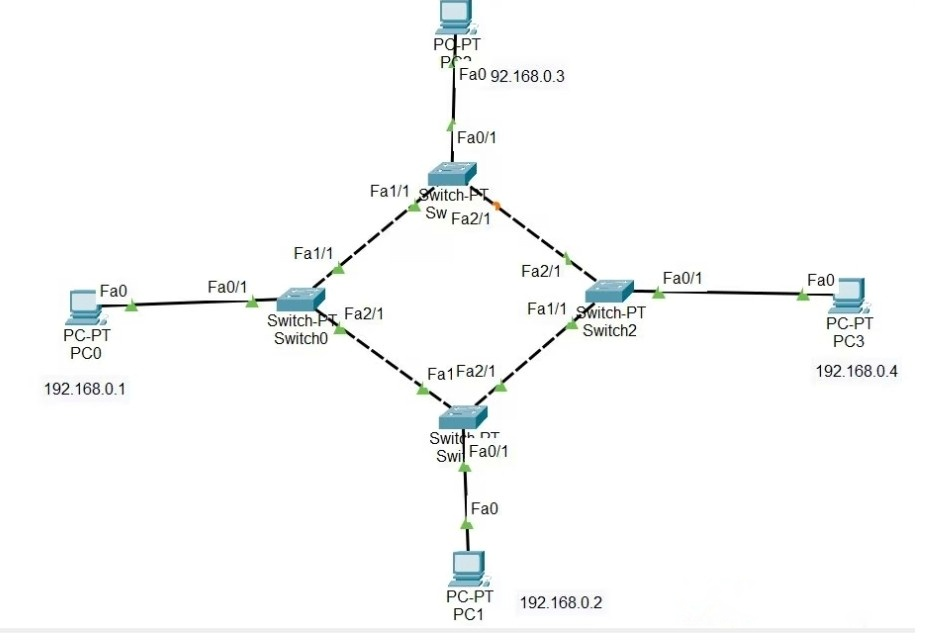 PC-PT
Fa0 92.168.0.3
Fa0/1
Fa1/1 Switch-PT
Sw Fa2/1
Fa1/1
Fa2/1
Fa0/1
Fa0
Fa0
Fa0/1
Fa2/1
Fa1/1 Switch-PT
Switch2
Switch-PT
Switch0
PC-PT
PC0
PC-PT
PC3
192.168.0.1
192.168.0.4
Fa1 Fa2/1
Fa0/1
Fa0
PC-PT
PC1
192.168.0.2